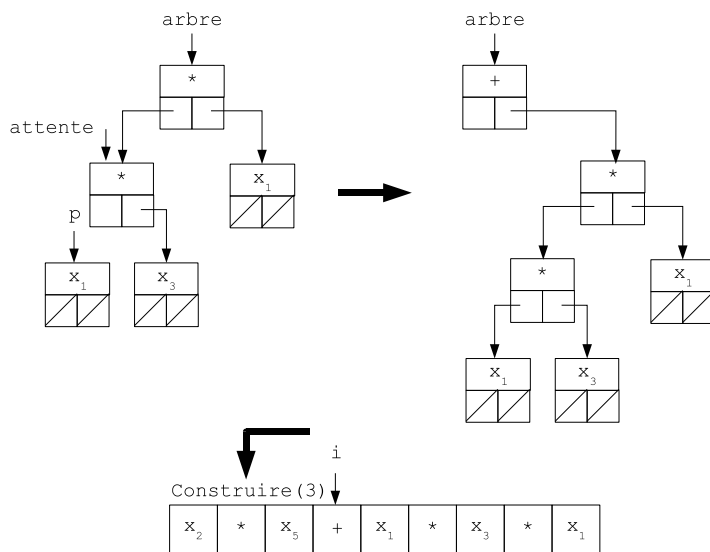 arbre arbre
* +
attente
* x₁ *
p
x₁ x₃ * x₁
x₁ x₃
i
Construire(3)
x₂ * x₅ + x₁ * x₃ * x₁